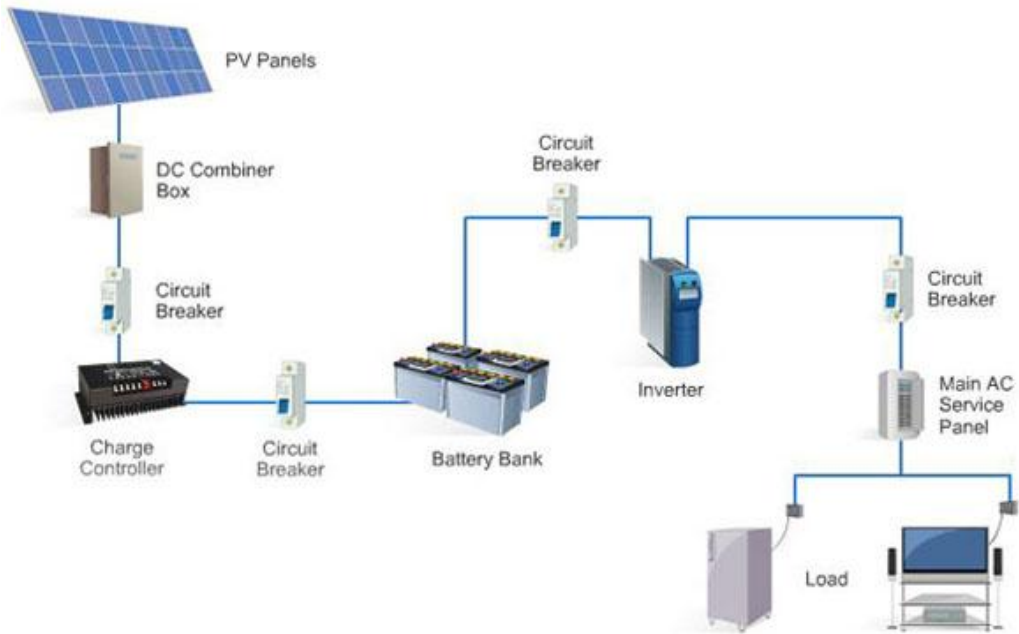 PV Panels
DC Combiner
Box
Circuit
Breaker
Charge
Controller
Circuit
Breaker
Battery Bank
Circuit
Breaker
Inverter
Circuit
Breaker
Main AC
Service
Panel
Load